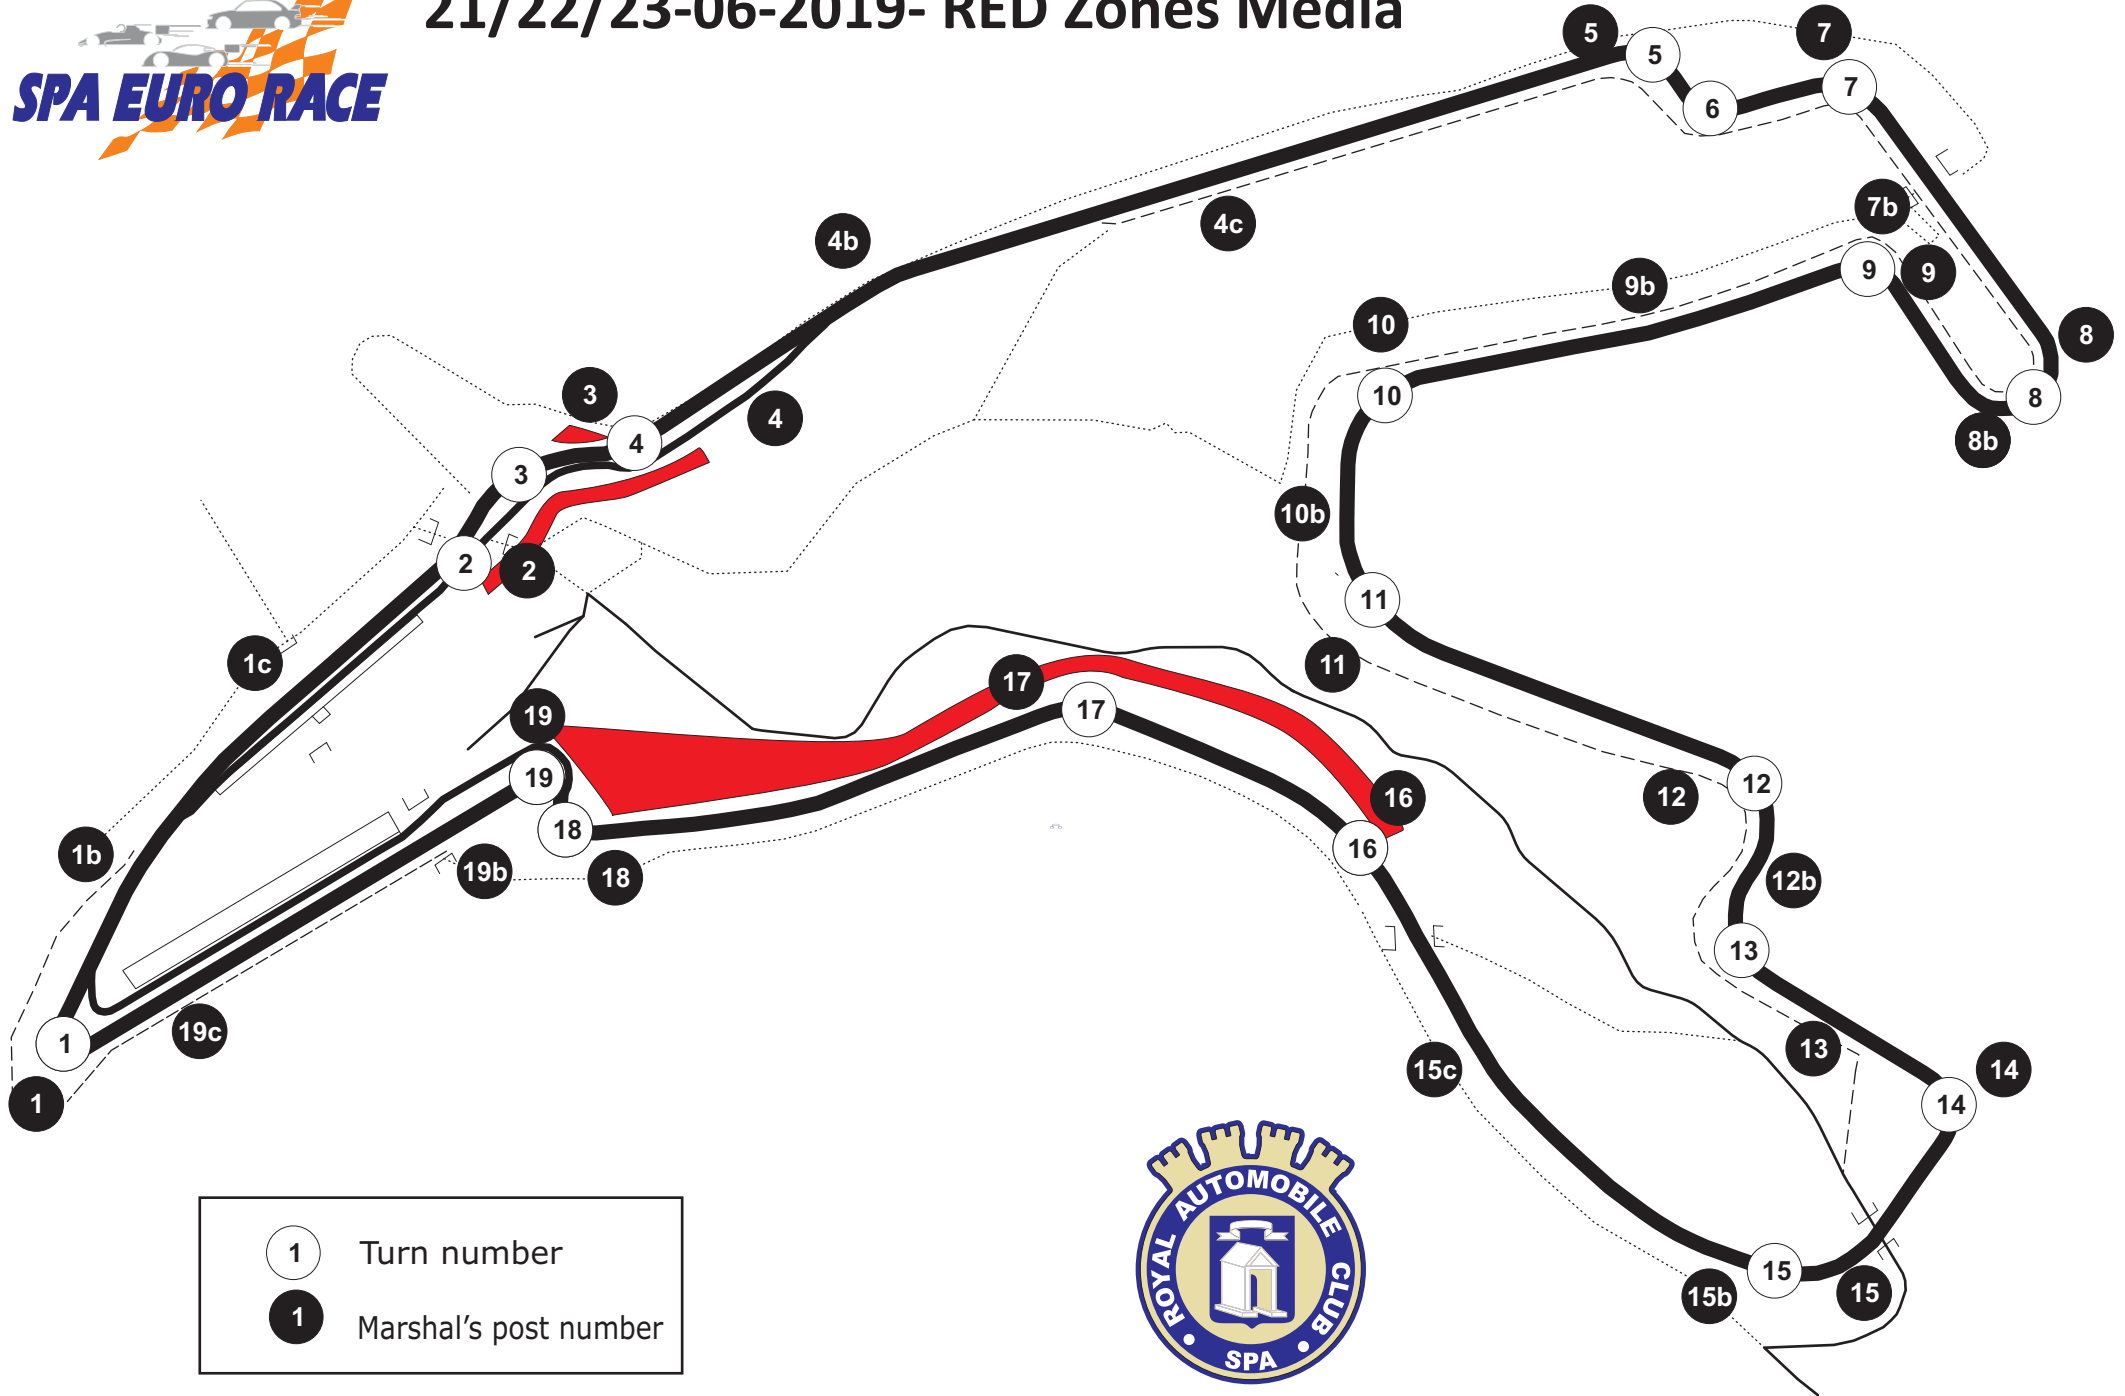 21/22/23-06-2019- RED Zones Media
SPA EURO RACE
5
7
5
7
6
4b
4c
7b
9
9
9b
10
8
3
10
8
4
4
8b
3
10b
2
2
11
1c
11
17
19
17
19
12
16
12
18
16
1b
19b
18
12b
13
19c
1
13
15c
14
1
14
15
15b
15
1 Turn number
1 Marshal's post number
ROYAL AUTOMOBILE CLUB
SPA